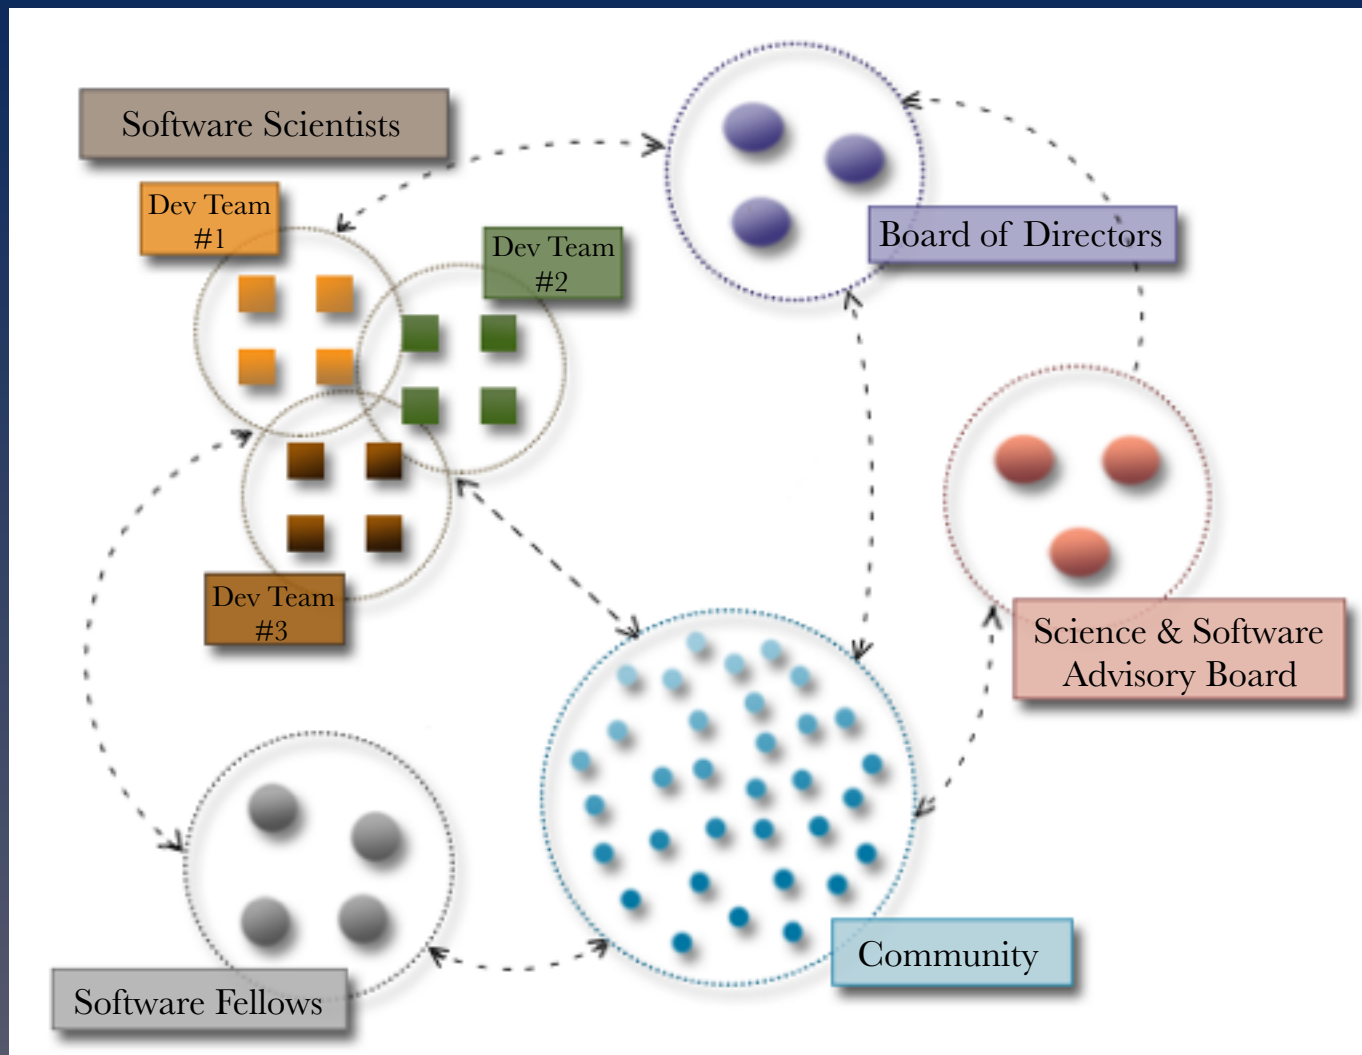 Software Scientists
Dev Team
#1
Dev Team
#2
Board of Directors
Dev Team
#3
Science & Software
Advisory Board
Community
Software Fellows